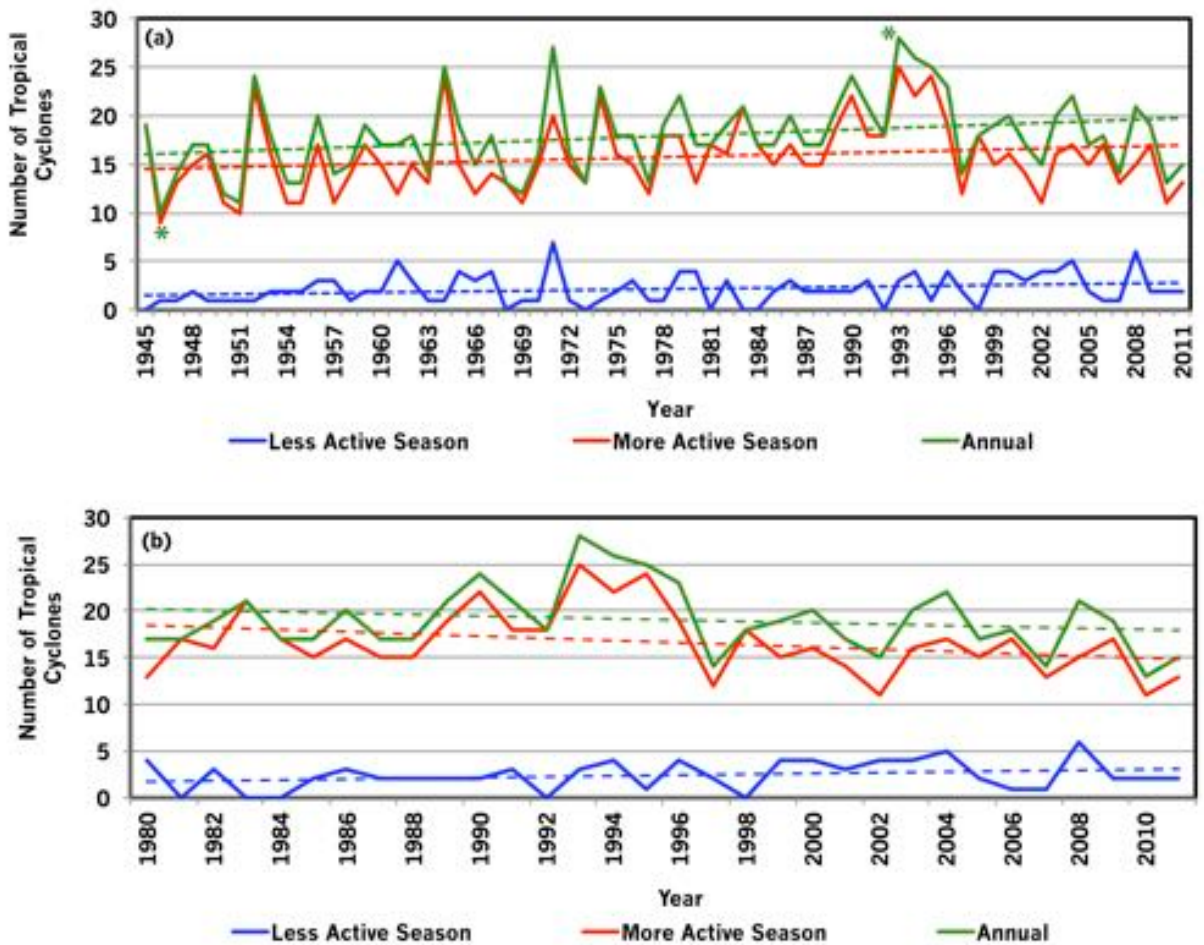 (a)
Number of Tropical
Cyclones
30
25
20
15
10
5
0
*
*
1945 1948 1951 1954 1957 1960 1963 1966 1969 1972 1975 1978 1981 1984 1987 1990 19993 1996 1999 2002 2005 2008 2011
Year
Less Active Season More Active Season Annual
(b)
Number of Tropical
Cyclones
30
25
20
15
10
5
0
1980 1982 1984 1986 1988 1990 1992 1994 1996 1998 2000 2002 2004 2006 2008 2010
Year
Less Active Season More Active Season Annual